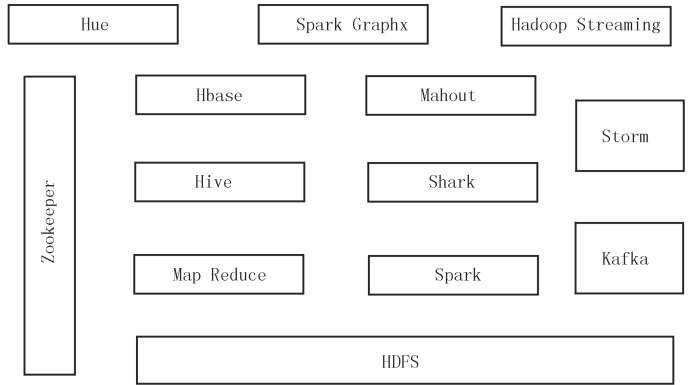 Hue
Spark Graphx
Hadoop Streaming
Hbase
Mahout
Storm
Zookeeper
Hive
Shark
Kafka
Map Reduce
Spark
HDFS